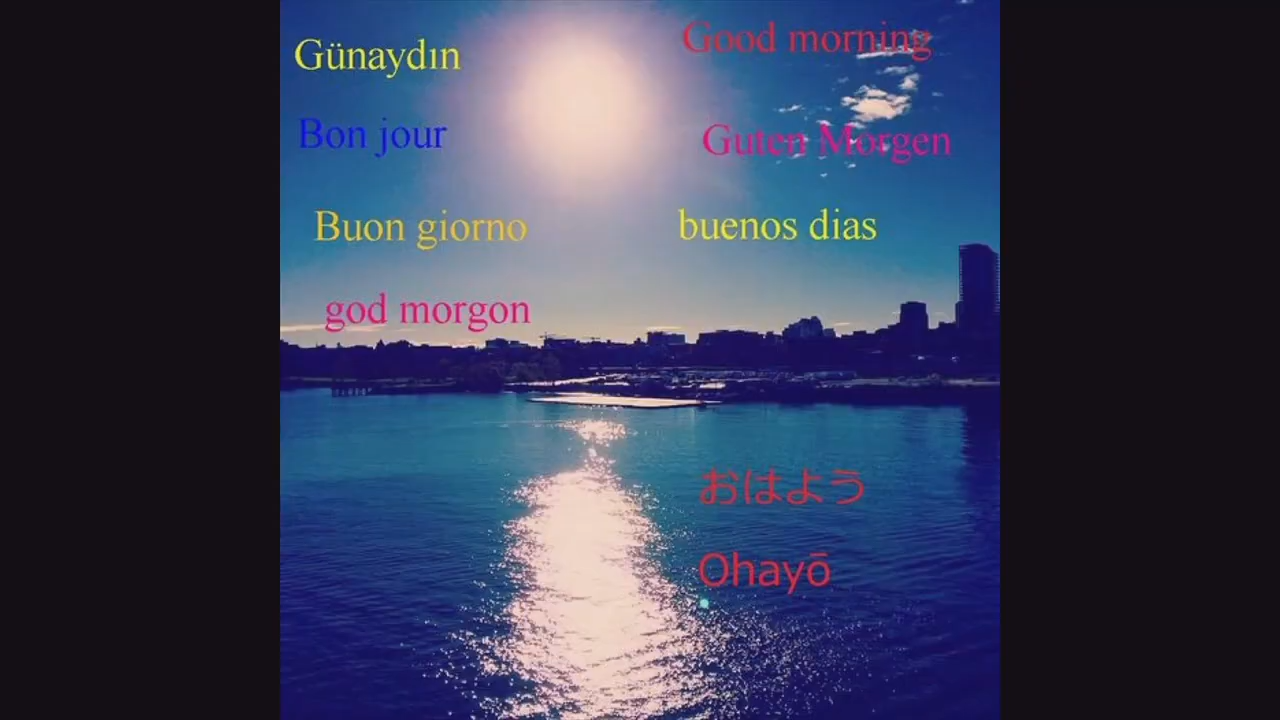 Günaydın
Good morning
Bon jour
Guten Morgen
Buon giorno
buenos dias
god morgon
おはよう
Ohayō